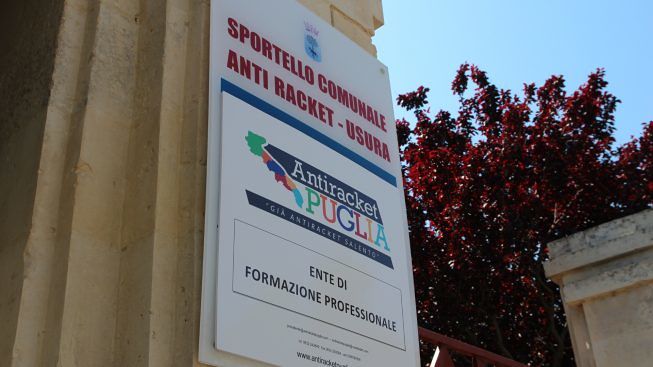 SPORTELLO COMUNALE
ANTI RACKET - USURA
Antiracket
PUGLIA
"GIÀ ANTIRACKET SALENTO"
ENTE DI
FORMAZIONE PROFESSIONALE